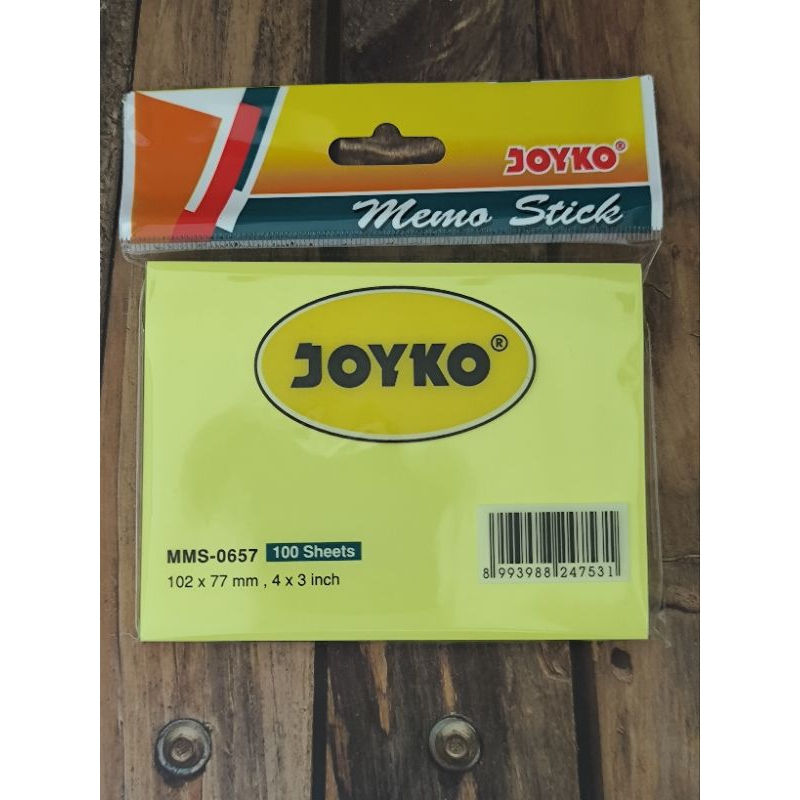 JOYKO®
Memo Stick
JOYKO®
MMS-0657 100 Sheets
102 x 77 mm , 4 x 3 inch
8 993988 247531